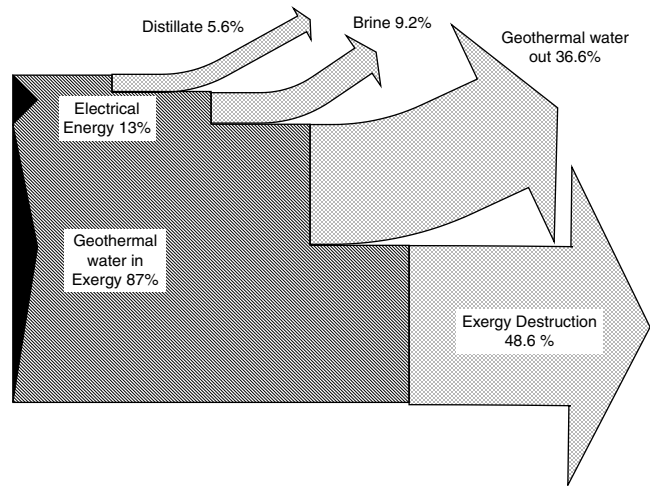 Distillate 5.6%
Brine 9.2%
Geothermal water
out 36.6%
Electrical
Energy 13%
Geothermal
water in
Exergy 87%
Exergy Destruction
48.6 %